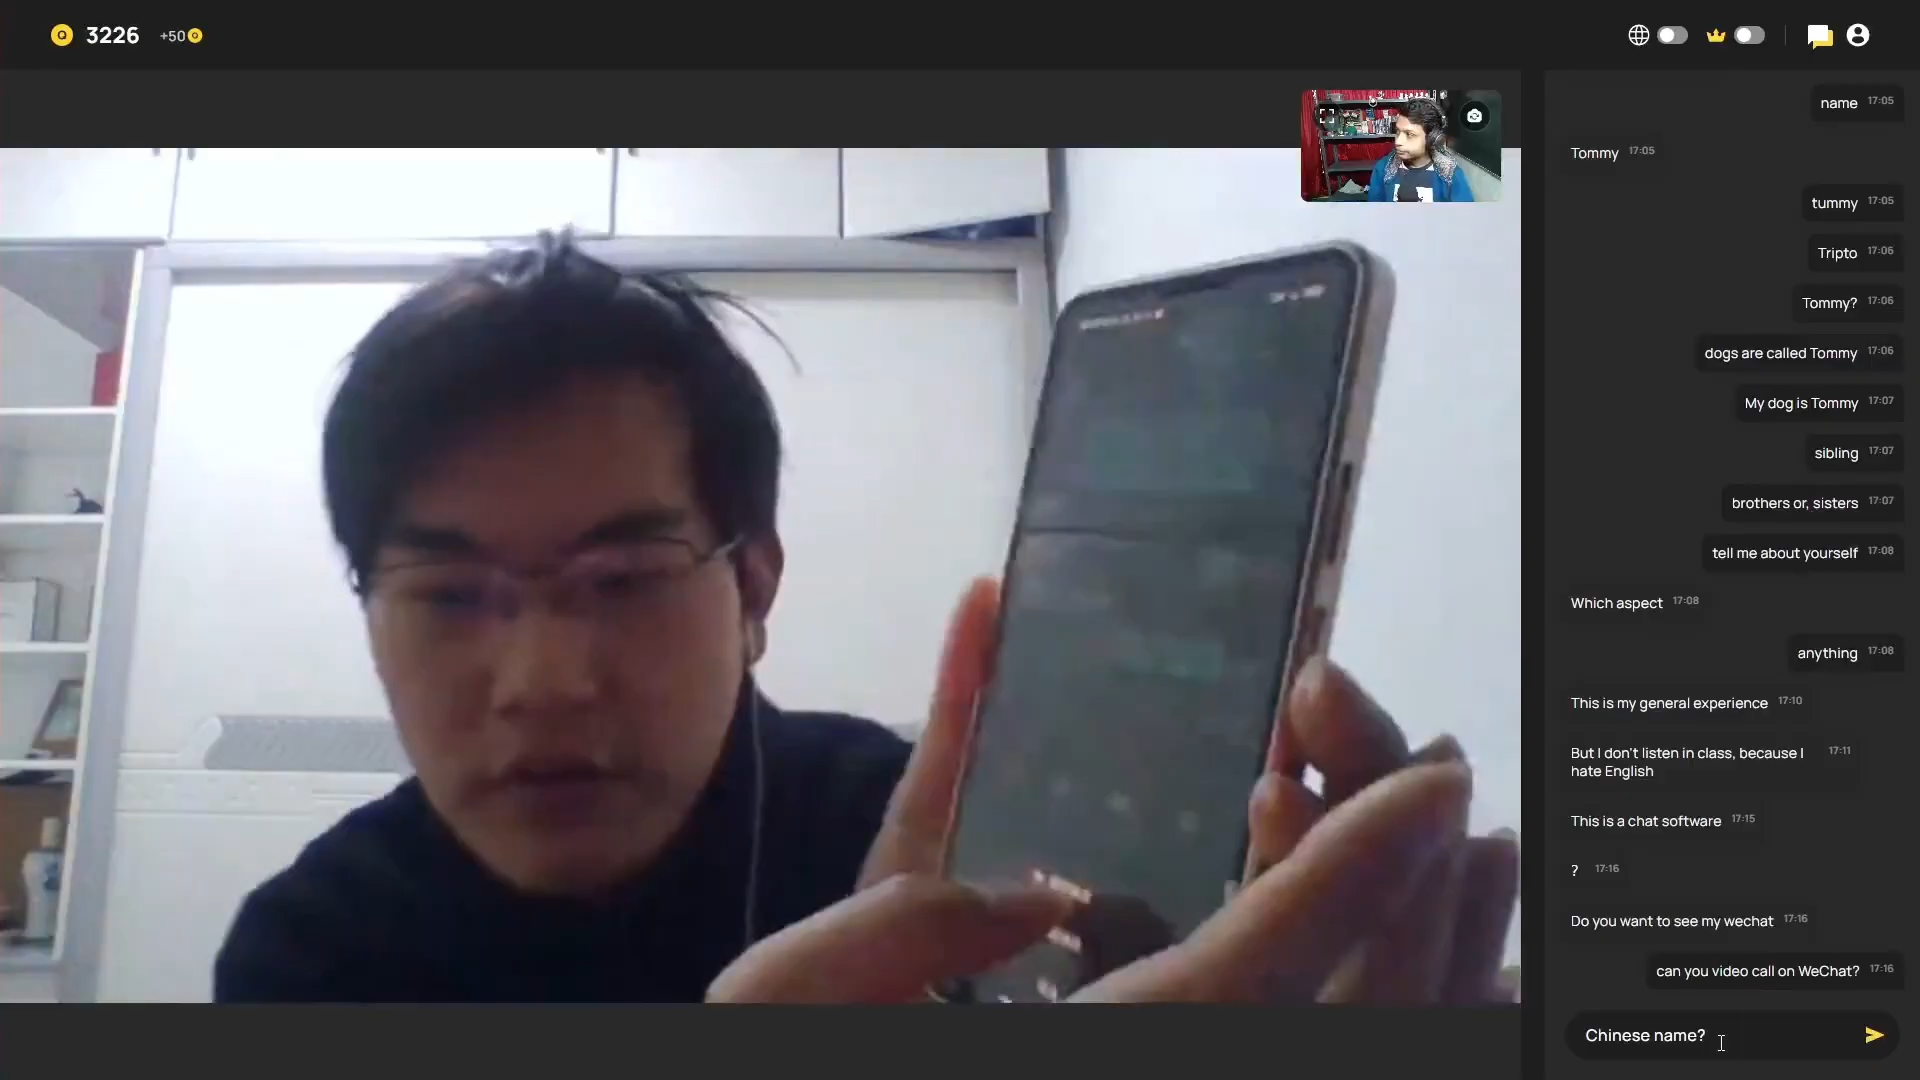 3226
+50
name 17:05
Tommy 17:05
tummy 17:05
Tripto 17:06
Tommy? 17:06
dogs are called Tommy 17:06
My dog is Tommy 17:07
sibling 17:07
brothers or, sisters 17:07
tell me about yourself 17:08
Which aspect 17:08
anything 17:08
This is my general experience 17:10
But I don't listen in class, because I 17:11
hate English
This is a chat software 17:15
? 17:16
Do you want to see my wechat 17:16
can you video call on WeChat? 17:16
Chinese name?